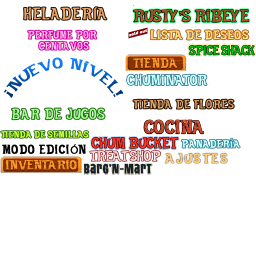 HELADERÍA
RUSTY'S RIBEYE
PERFUME POR
CENTAVOS
LISTA DE DESEOS
SPICE SHACK
¡NUEVO NIVEL!
TIENDA
CHUMINATOR
TIENDA DE FLORES
BAR DE JUGOS
COCINA
TIENDA DE SEMILLAS
CHUM BUCKET
PANADERÍA
MODO EDICIÓN
TREATSHOP
AJUSTES
INVENTARIO
BARG'N-MART